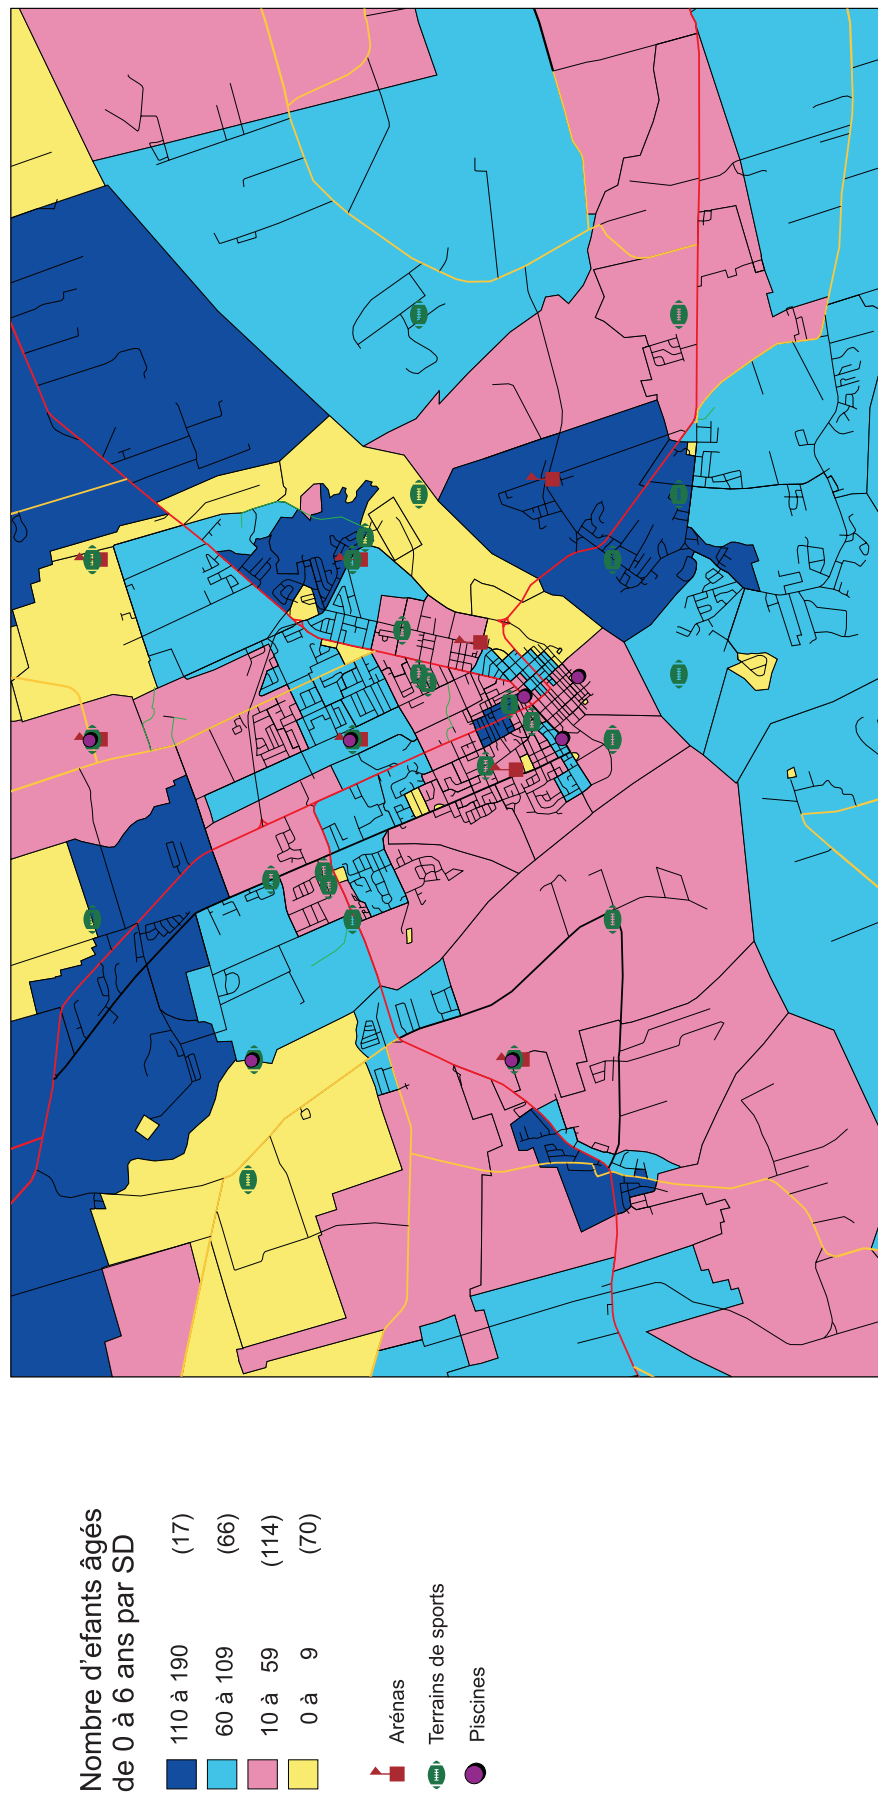 Nombre d'efants âgés
de 0 à 6 ans par SD
110 à 190 (17)
60 à 109 (66)
10 à 59 (114)
0 à 9 (70)
Arénas
Terrains de sports
Piscines